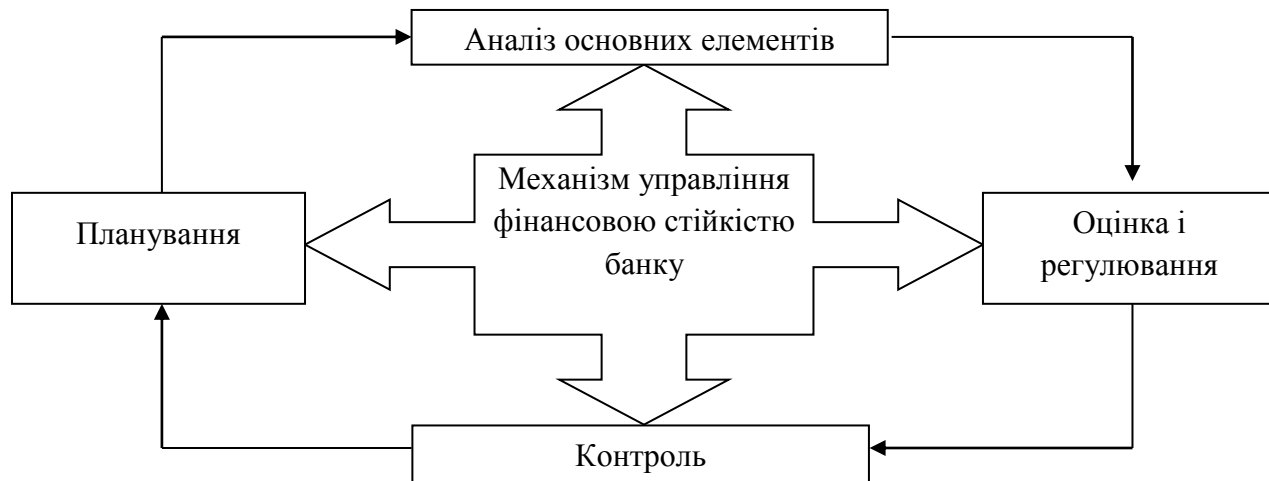 Аналіз основних елементів
Механізм управління
фінансовою стійкістю
банку
Планування
Оцінка і
регулювання
Контроль